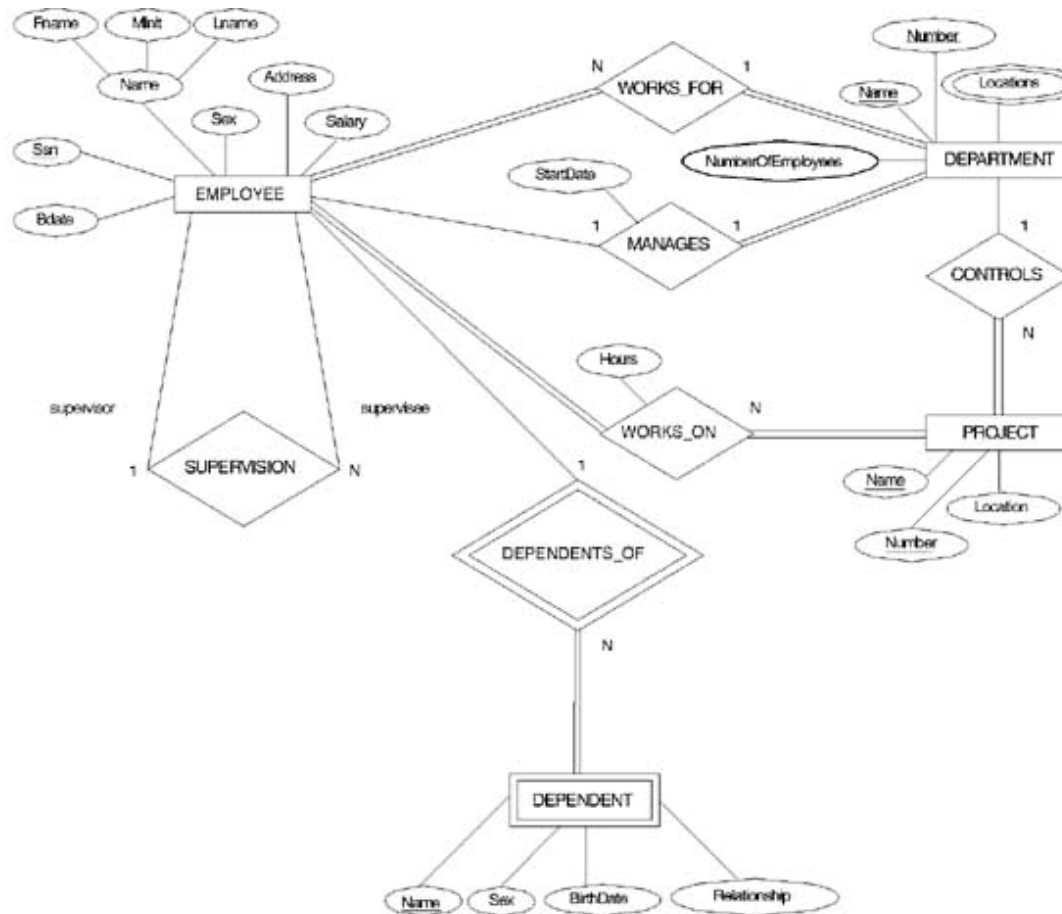 Fname
Minit
Lname
Name
Address
Sex
Salary
Ssn
Bdate
EMPLOYEE
N
WORKS_FOR
1
Number
Name
Locations
NumberOfEmployees
DEPARTMENT
StartDate
1
MANAGES
1
1
CONTROLS
N
supervisor
supervisee
1
SUPERVISION
N
Hours
WORKS_ON
N
PROJECT
Name
Number
Location
1
DEPENDENTS_OF
N
DEPENDENT
Name
Sex
BirthDate
Relationship